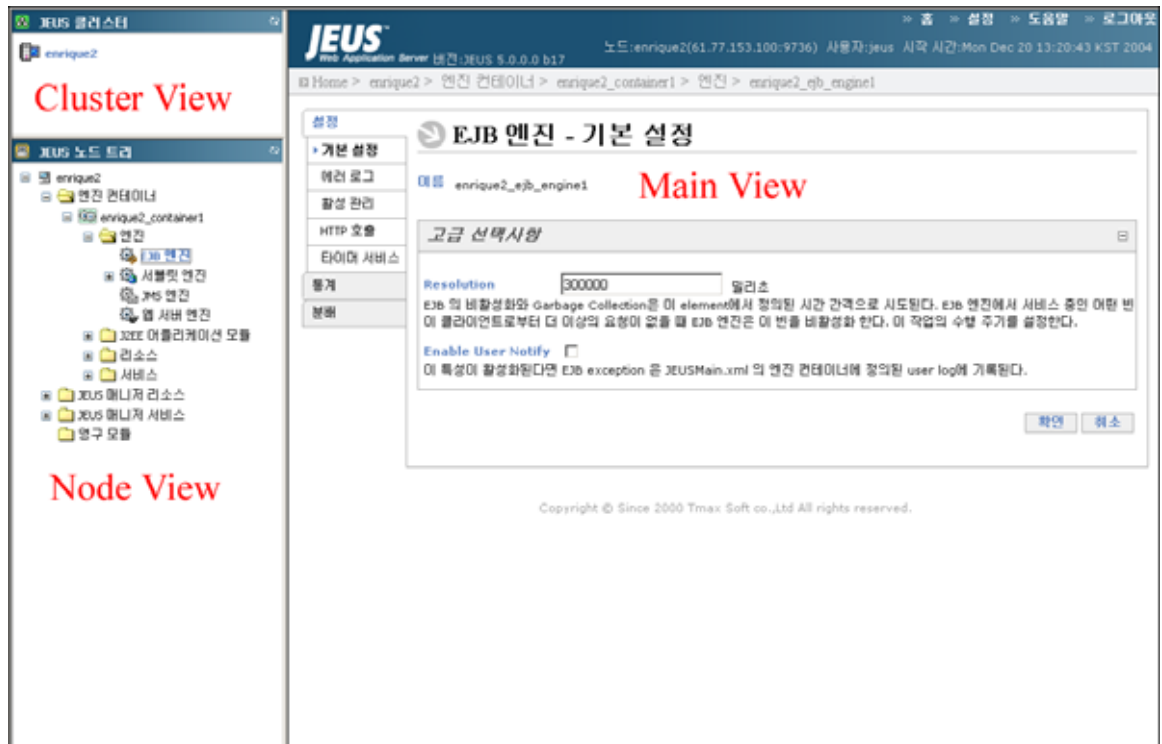 JEUS 클러스터
enrique2
Cluster View
JEUS 노드 트리
enrique2
엔진 컨테이너
enrique2_container1
엔진
EJB 엔진
서블릿 엔진
JMS 엔진
웹 서버 엔진
J2EE 어플리케이션 모듈
리소스
서비스
JEUS 매니저 리소스
JEUS 매니저 서비스
영구 모듈
Node View
» 홈 » 설정 » 도움말 » 로그아웃
JEUS
Web Application Server 버전:JEUS 5.0.0.0 b17
노드:enrique2(61.77.153.100:9736) 사용자:jeus 시작 시간:Mon Dec 20 13:20:43 KST 2004
Home > enrique2 > 엔진 컨테이너 > enrique2_container1 > 엔진 > enrique2_ejb_engine1
설정
기본 설정
에러 로그
활성 관리
HTTP 호출
타이머 서비스
통계
분배
EJB 엔진 - 기본 설정
이름 enrique2_ejb_engine1
Main View
고급 선택사항
Resolution 300000 밀리초
EJB 의 비활성화와 Garbage Collection은 이 element에서 정의된 시간 간격으로 시도된다. EJB 엔진에서 서비스 중인 어떤 빈
이 클라이언트로부터 더 이상의 요청이 없을 때 EJB 엔진은 이 빈을 비활성화 한다. 이 작업의 수행 주기를 설정한다.
Enable User Notify
이 특성이 활성화된다면 EJB exception 은 JEUSMain.xml 의 엔진 컨테이너에 정의된 user log에 기록된다.
확인 취소
Copyright © Since 2000 Tmax Soft co.,Ltd All rights reserved.